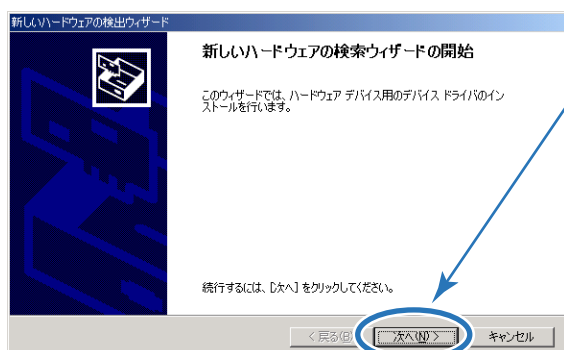 新しいハードウェアの検出ウィザード
新しいハードウェアの検索ウィザードの開始
このウィザードでは、ハードウェア デバイス用のデバイス ドライバのイン
ストールを行います。
続行するには、[次へ] をクリックしてください。
< 戻る(B) 次へ(N) > キャンセル